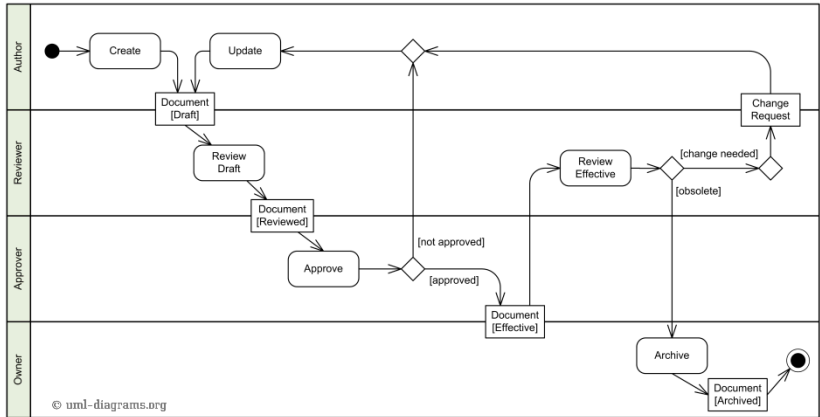 Author
Create
Update
Document
[Draft]
Change
Request
Reviewer
Review
Draft
Review
Effective
[change needed]
[obsolete]
Document
[Reviewed]
Approver
[not approved]
Approve
[approved]
Document
[Effective]
Owner
Archive
Document
[Archived]
© uml-diagrams.org